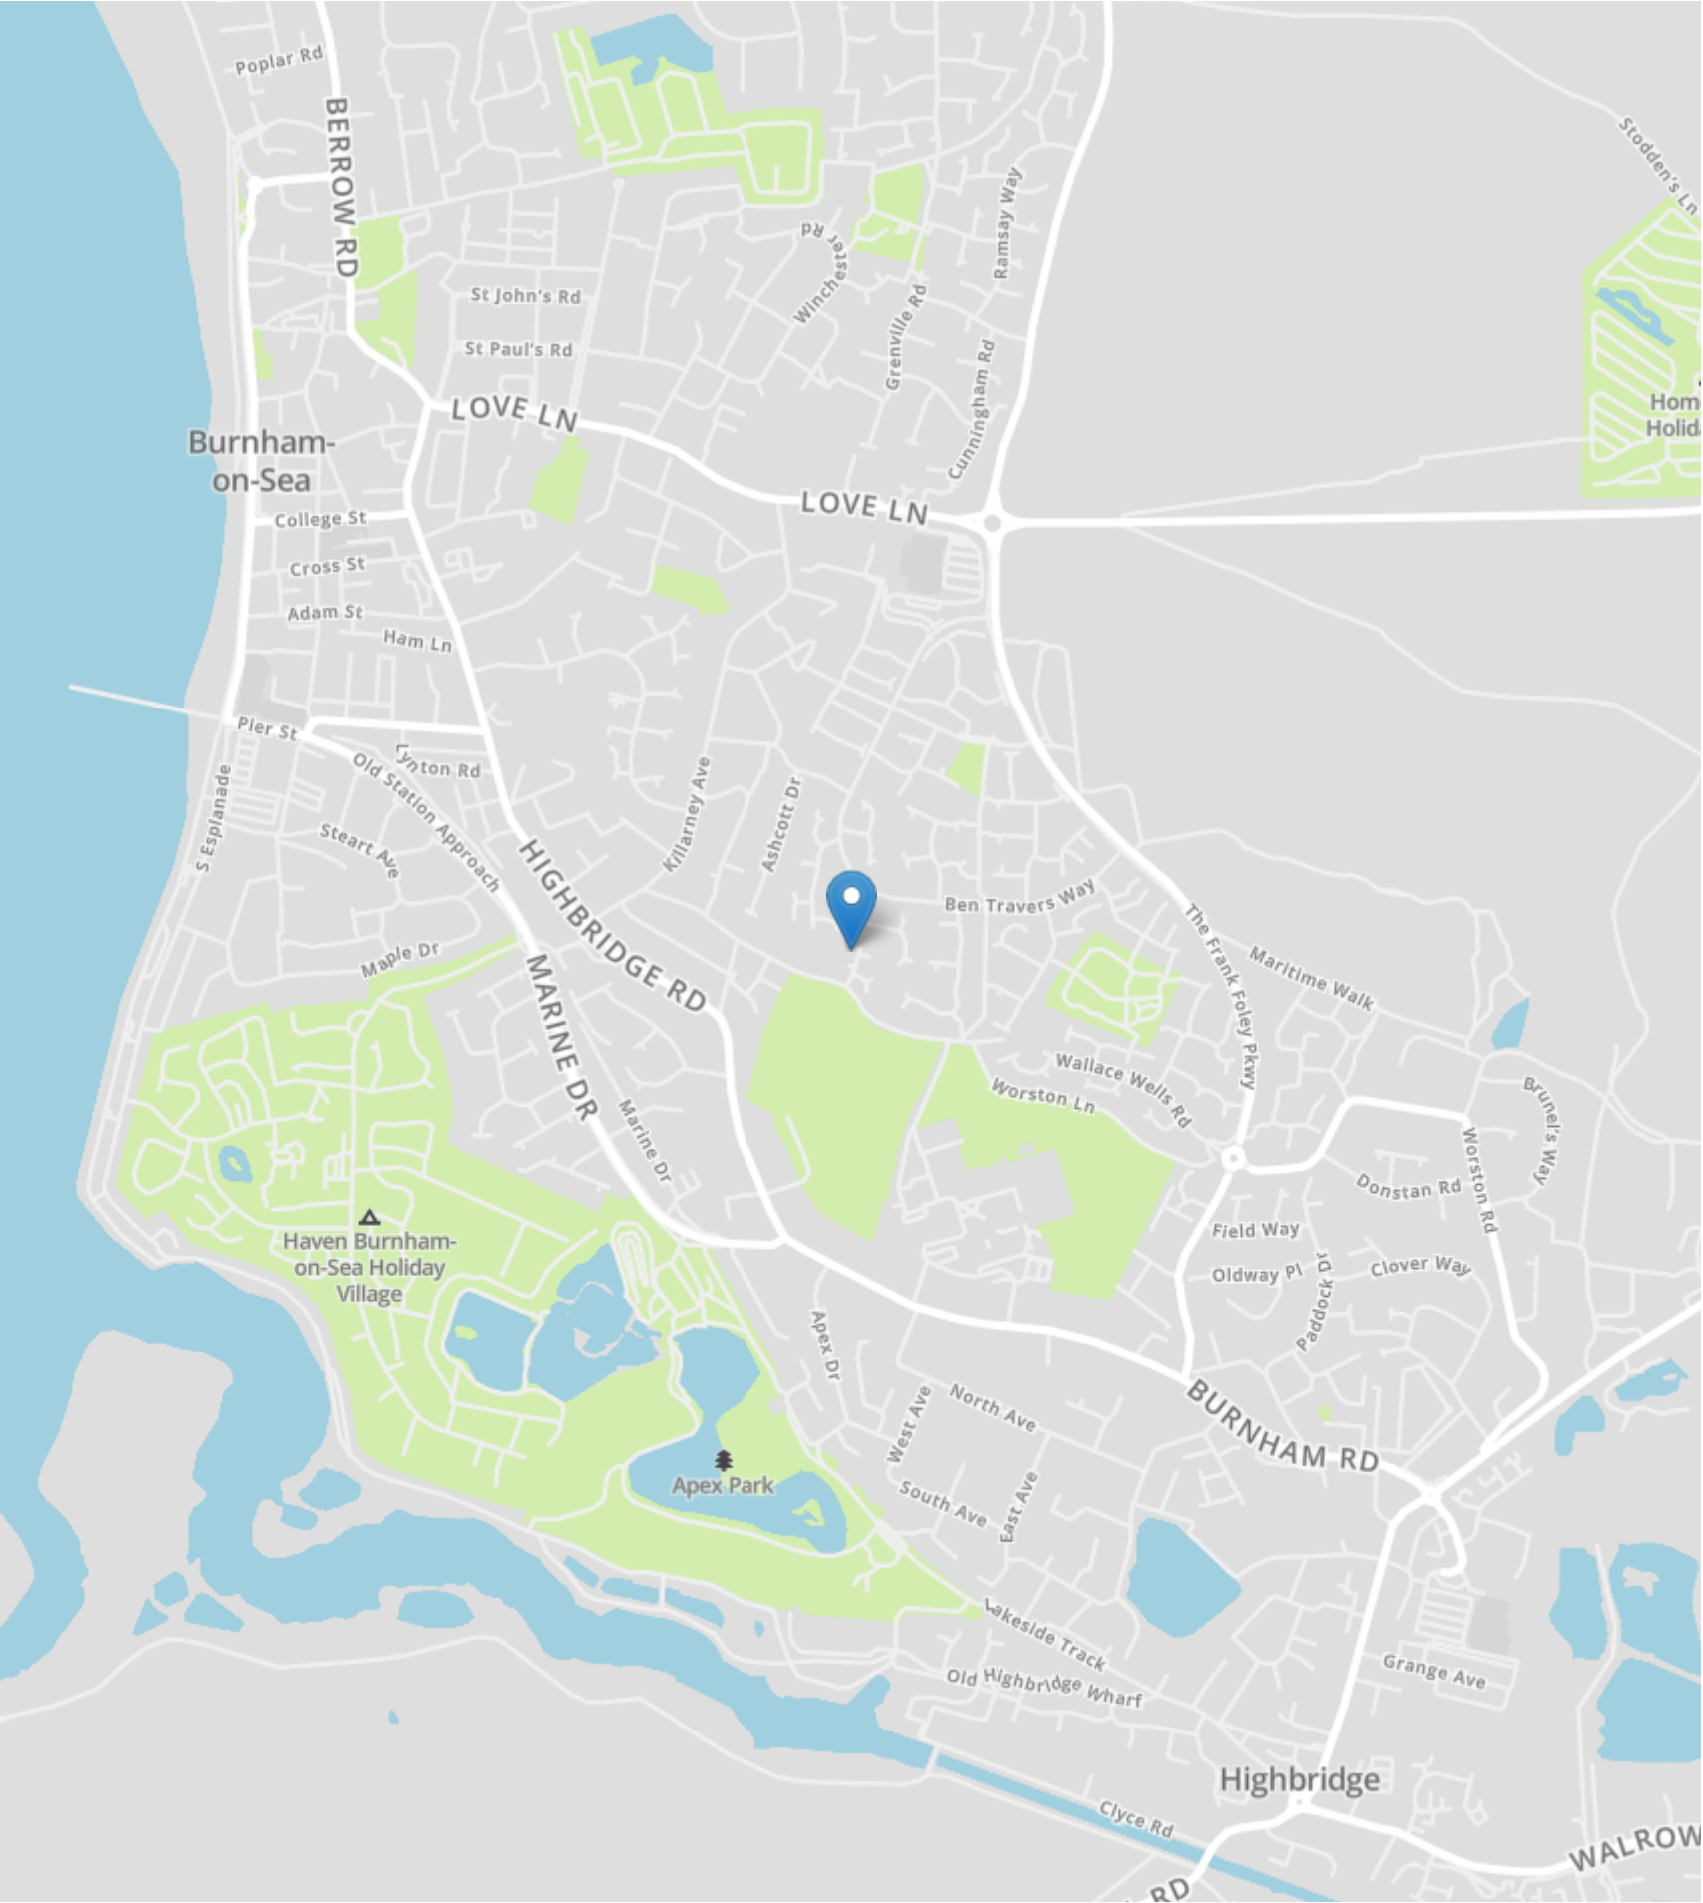 Poplar Rd
BERROW RD
Stodden's Ln
Ramsay Way
Winchester Rd
St John's Rd
Grenville Rd
St Paul's Rd
Cunningham Rd
LOVE LN
Burnham-
on-Sea
LOVE LN
College St
Cross St
Adam St
Ham Ln
Pier St
Lynton Rd
Old Station Approach
S Esplanade
Steart Ave
Killarney Ave
Ashcott Dr
HIGHBRIDGE RD
Ben Travers Way
The Frank Foley Pkwy
Maritime Walk
Maple Dr
MARINE DR
Marine Dr
Wallace Wells Rd
Worston Ln
Brunel's Way
Worston Rd
Donstan Rd
Field Way
Oldway Pl
Paddock Dr
Clover Way
Haven Burnham-
on-Sea Holiday
Village
Apex Dr
West Ave
North Ave
BURNHAM RD
Apex Park
South Ave
East Ave
Lakeside Track
Old Highbridge Wharf
Grange Ave
Highbridge
Clyce Rd
WALROW
RD